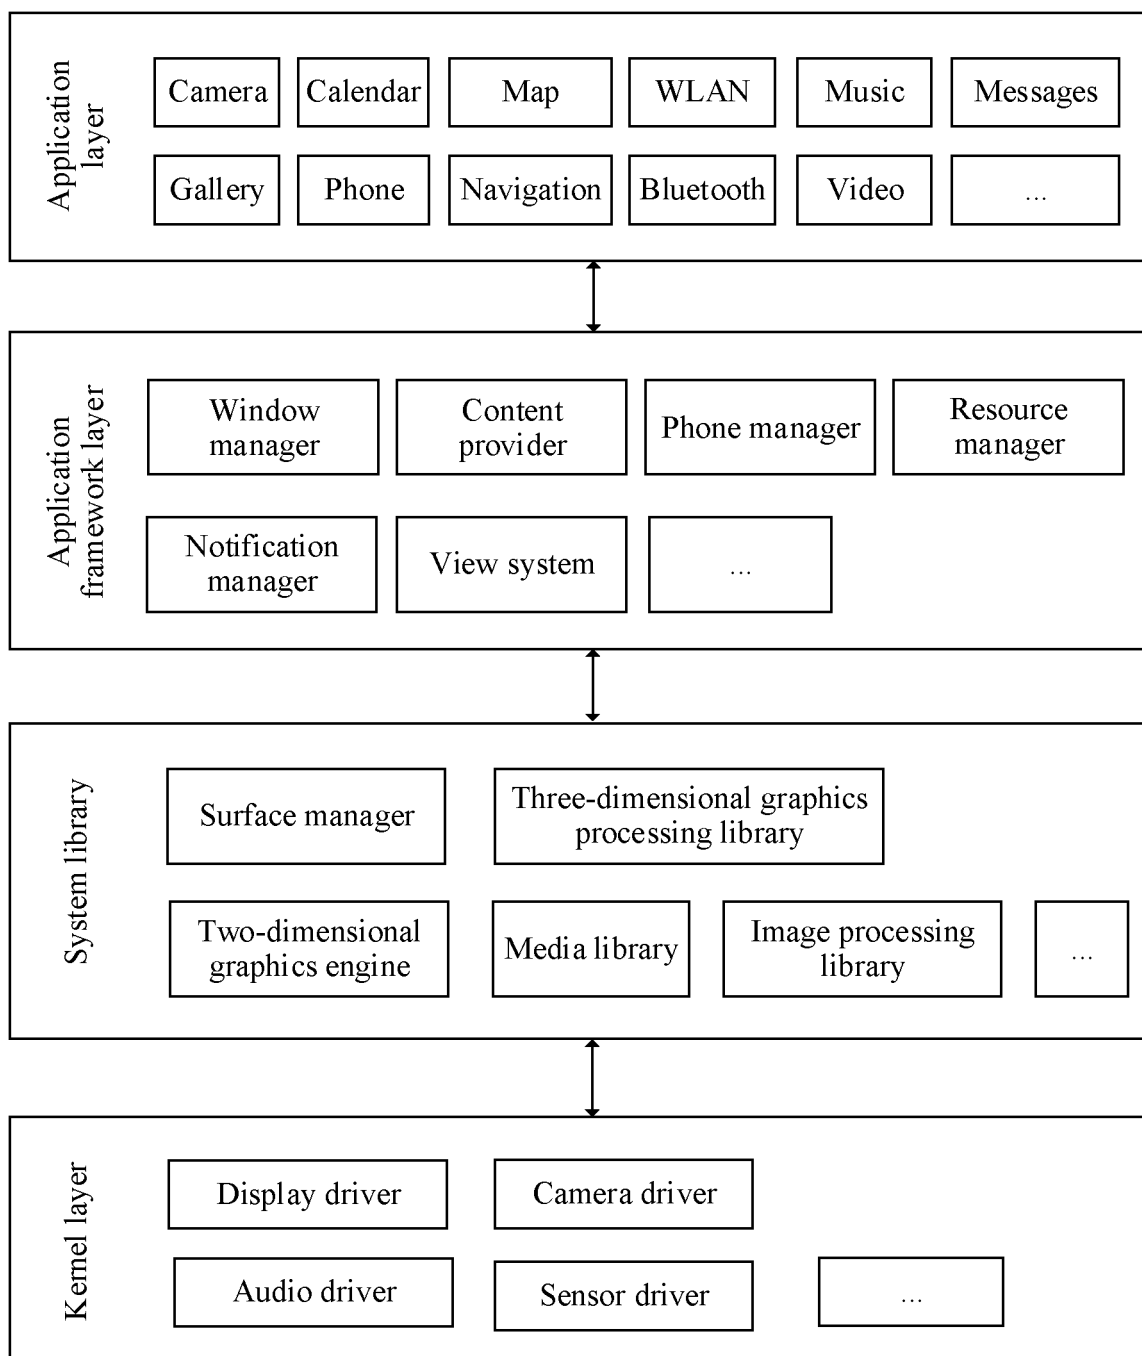 Application
layer
Camera
Calendar
Map
WLAN
Music
Messages
Gallery
Phone
Navigation
Bluetooth
Video
...
Application
framework layer
Window
manager
Content
provider
Phone manager
Resource
manager
Notification
manager
View system
...
System library
Surface manager
Three-dimensional graphics
processing library
Two-dimensional
graphics engine
Media library
Image processing
library
...
Kernel layer
Display driver
Camera driver
Audio driver
Sensor driver
...